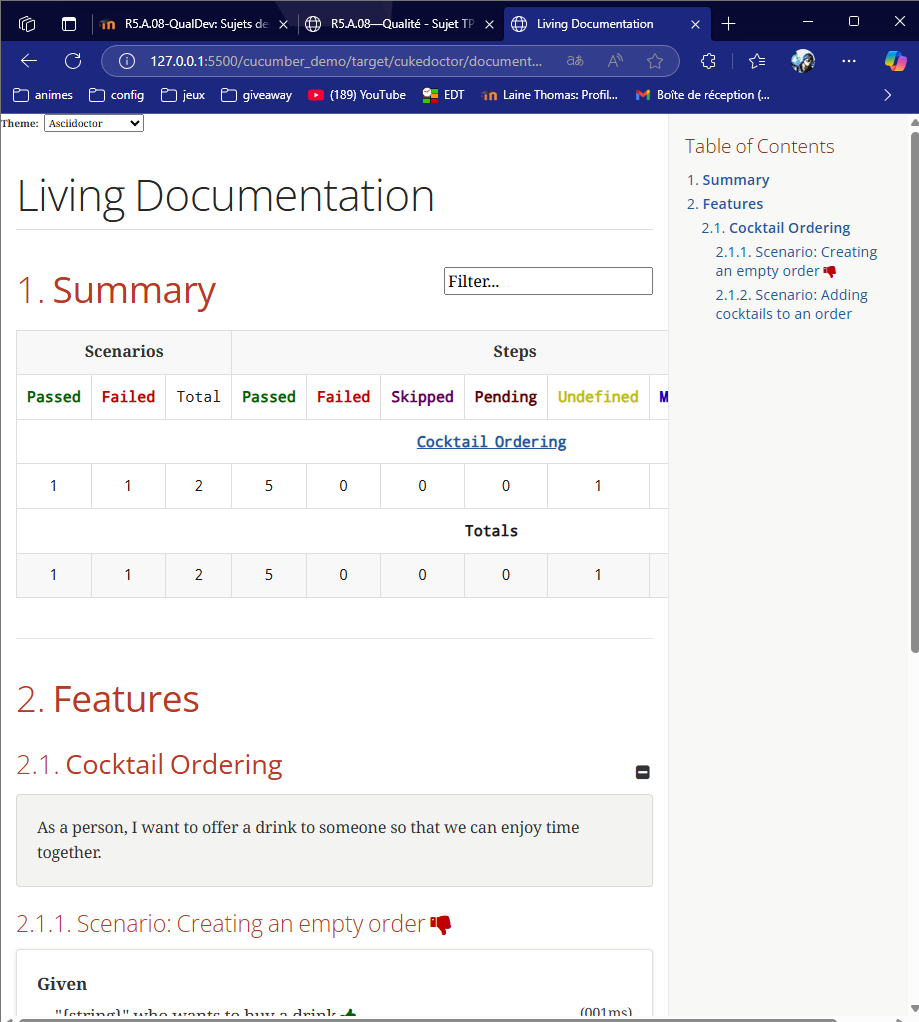 R5.A.08-QualDev: Sujets de
R5.A.08—Qualité - Sujet TP
Living Documentation
127.0.0.1:5500/cucumber_demo/target/cukedoctor/document...
animes
config
jeux
giveaway
(189) YouTube
EDT
Laine Thomas: Profil...
Boîte de réception (...
Theme: Asciidoctor
Living Documentation
1. Summary
Filter...
Scenarios Steps
Passed Failed Total Passed Failed Skipped Pending Undefined M
Cocktail Ordering
1 1 2 5 0 0 0 1
Totals
1 1 2 5 0 0 0 1
2. Features
2.1. Cocktail Ordering
As a person, I want to offer a drink to someone so that we can enjoy time
together.
2.1.1. Scenario: Creating an empty order
Given
"{string}" who wants to buy a drink (001ms)
Table of Contents
1. Summary
2. Features
2.1. Cocktail Ordering
2.1.1. Scenario: Creating
an empty order
2.1.2. Scenario: Adding
cocktails to an order